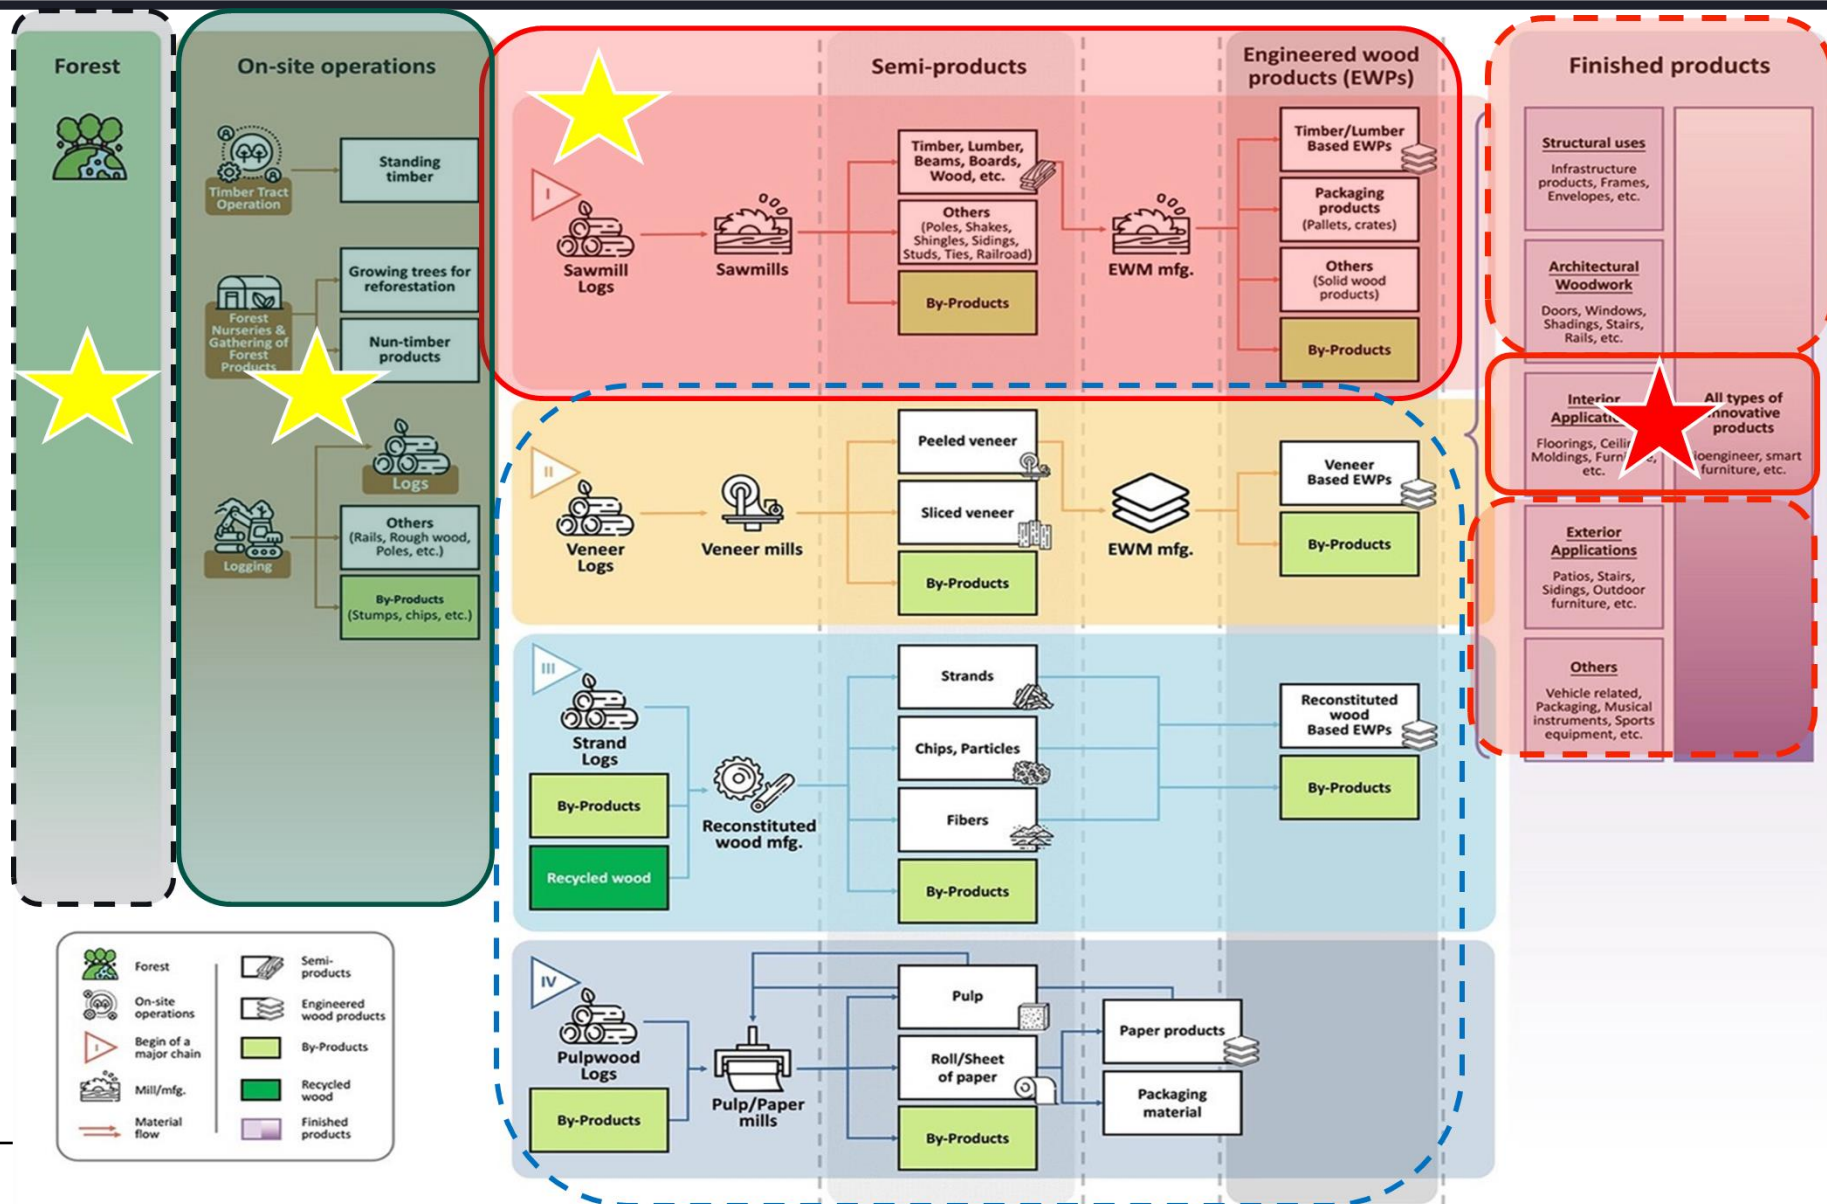 Forest
On-site operations
Semi-products
Engineered wood
products (EWPs)
Finished products
Timber Tract
Operation
Standing
timber
Forest
Nurseries &
Gathering of
Forest
Products
Growing trees for
reforestation
Nun-timber
products
Logging
Logs
Others
(Rails, Rough wood,
Poles, etc.)
By-Products
(Stumps, chips, etc.)
I
Sawmill
Logs
Sawmills
Timber, Lumber,
Beams, Boards,
Wood, etc.
Others
(Poles, Shakes,
Shingles, Sidings,
Studs, Ties, Railroad)
By-Products
EWM mfg.
Timber/Lumber
Based EWPs
Packaging
products
(Pallets, crates)
Others
(Solid wood
products)
By-Products
II
Veneer
Logs
Veneer mills
Peeled veneer
Sliced veneer
By-Products
EWM mfg.
Veneer
Based EWPs
By-Products
III
Strand
Logs
By-Products
Recycled wood
Reconstituted
wood mfg.
Strands
Chips, Particles
Fibers
By-Products
Reconstituted
wood
Based EWPs
By-Products
IV
Pulpwood
Logs
By-Products
Pulp/Paper
mills
Pulp
Roll/Sheet
of paper
By-Products
Paper products
Packaging
material
Structural uses
Infrastructure
products, Frames,
Envelopes, etc.
Architectural
Woodwork
Doors, Windows,
Shadings, Stairs,
Rails, etc.
Interior
Floorings,
Moldings,
etc.
All types of
innovative
products
smart
furniture, etc.
Exterior
Applications
Patios, Stairs,
Sidings, Outdoor
furniture, etc.
Others
Vehicle related,
Packaging, Musical
instruments, Sports
equipment, etc.
Forest
On-site
operations
I
Begin of a
major chain
Mill/mfg.
Material
flow
Semi-
products
Engineered
wood products
By-Products
Recycled
wood
Finished
products